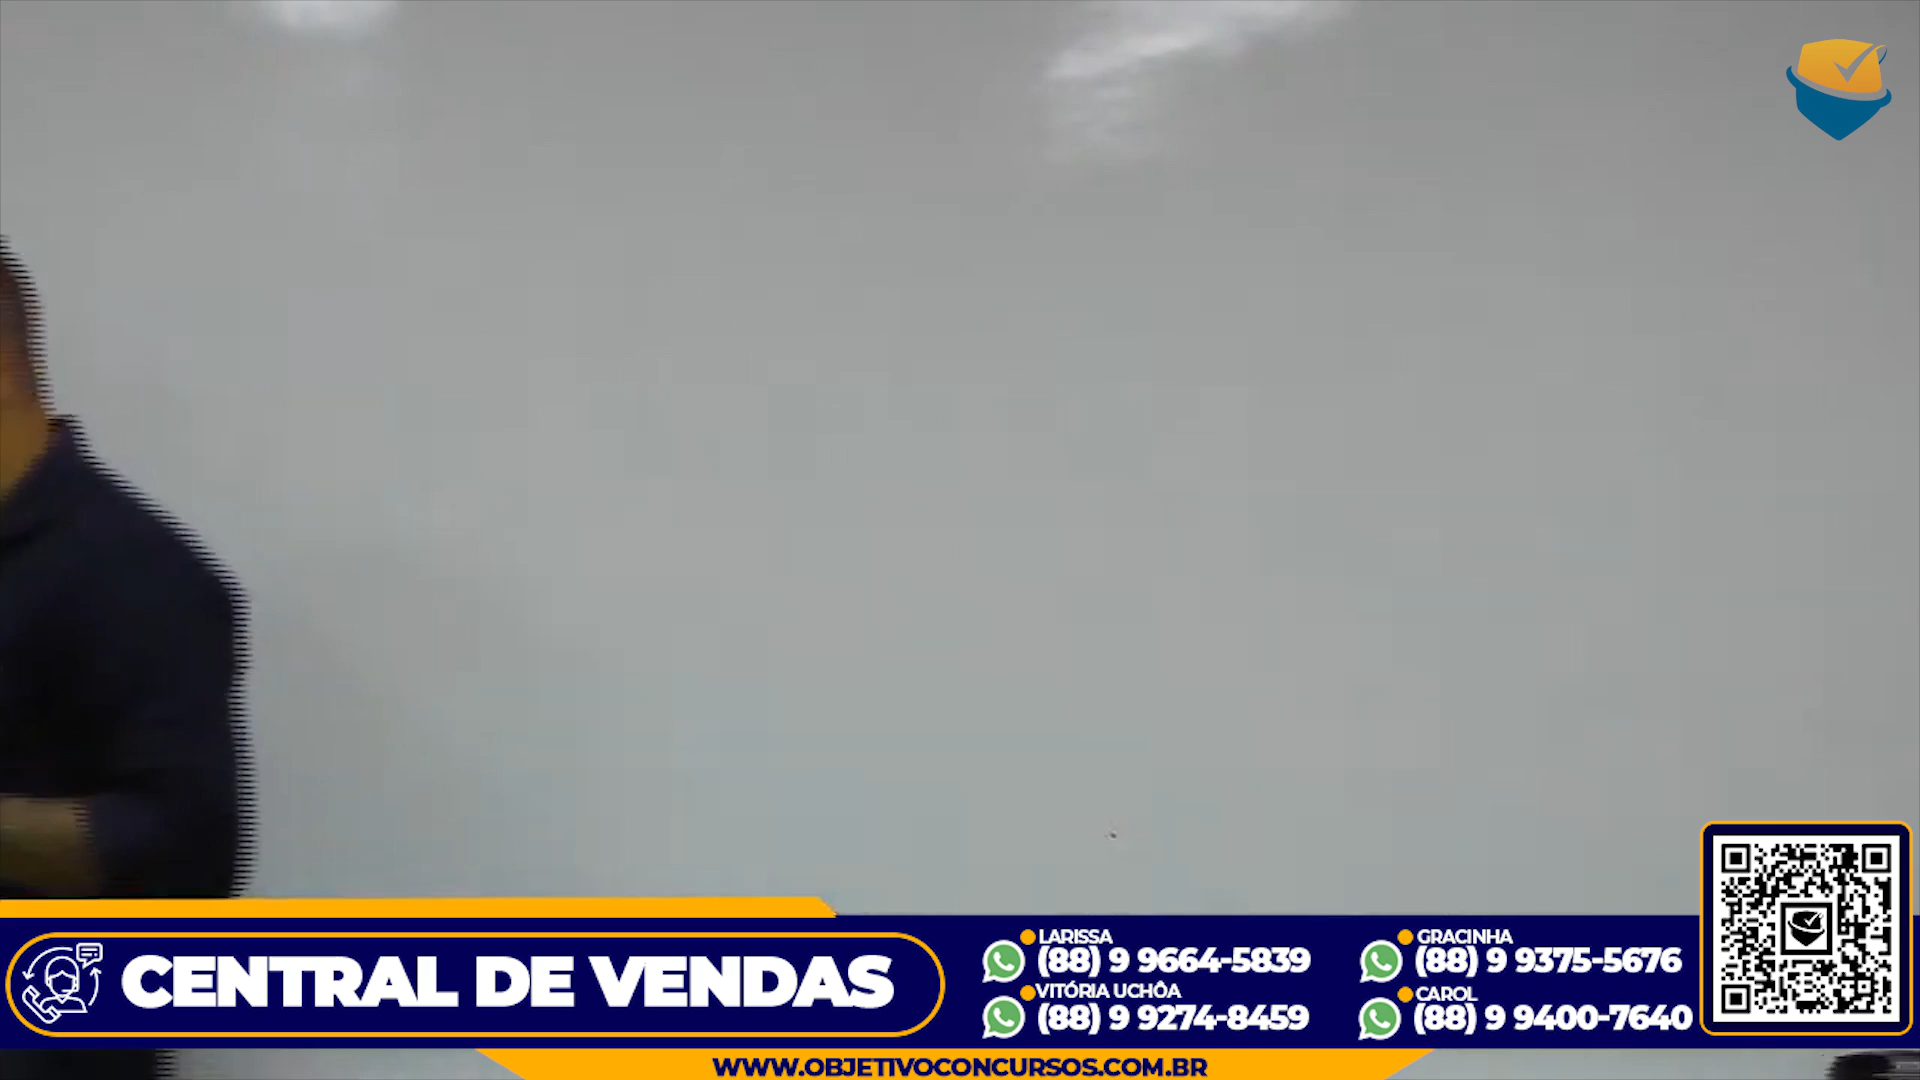 CENTRAL DE VENDAS
LARISSA
(88) 9 9664-5839
VITÓRIA UCHÔA
(88) 9 9274-8459
GRACINHA
(88) 9 9375-5676
CAROL
(88) 9 9400-7640
WWW.OBJETIVOCONCURSOS.COM.BR